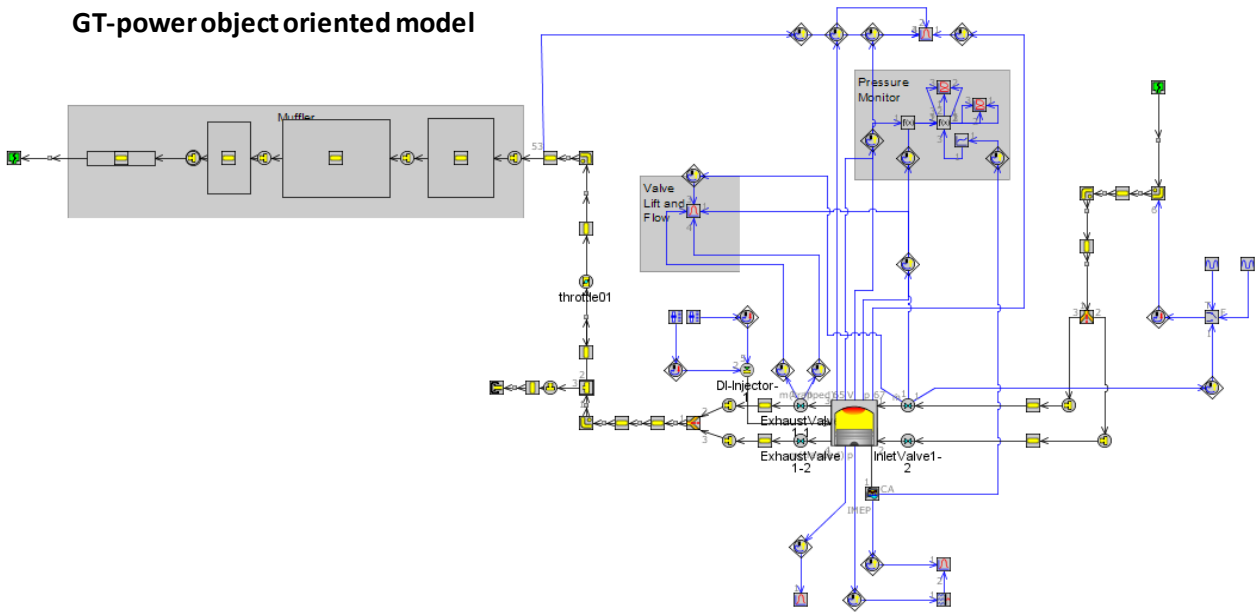 GT-power object oriented model
Muffler
53
Pressure
Monitor
Valve
Lift and
Flow
throttle01
DI-Injector-
1
ExhaustValve
1-1
ExhaustValve
1-2
InletValve1-
2
CA
IMEP